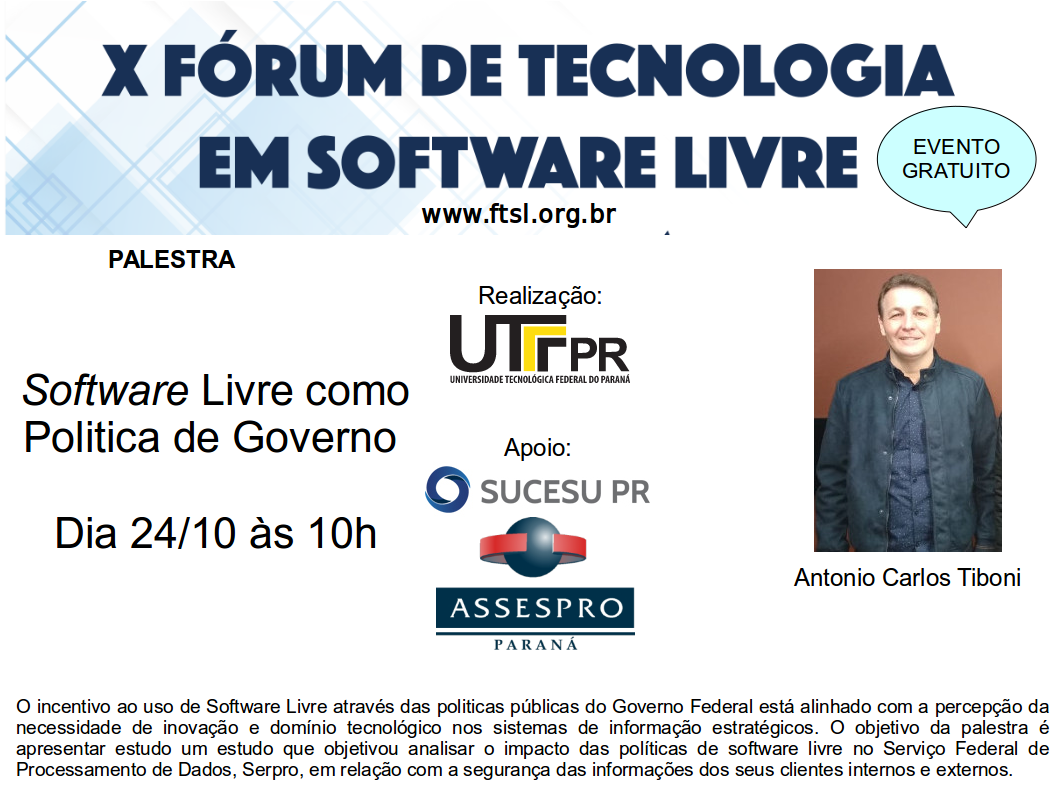 X FÓRUM DE TECNOLOGIA
EM SOFTWARE LIVRE
www.ftsl.org.br
EVENTO
GRATUITO
PALESTRA
Software Livre como
Politica de Governo
Dia 24/10 às 10h
Realização:
UTFPR
UNIVERSIDADE TECNOLÓGICA FEDERAL DO PARANÁ
Apoio:
SUCESU PR
ASSESPRO
PARANÁ
Antonio Carlos Tiboni
O incentivo ao uso de Software Livre através das politicas públicas do Governo Federal está alinhado com a percepção da
necessidade de inovação e domínio tecnológico nos sistemas de informação estratégicos. O objetivo da palestra é
apresentar estudo um estudo que objetivou analisar o impacto das políticas de software livre no Serviço Federal de
Processamento de Dados, Serpro, em relação com a segurança das informações dos seus clientes internos e externos.